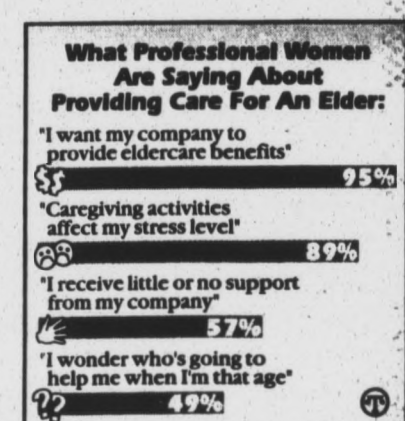 What Professional Women
Are Saying About
Providing Care For An Elder:
"I want my company to
provide eldercare benefits"
$$
95%
"Caregiving activities
affect my stress level"
89%
"I receive little or no support
from my company"
57%
"I wonder who's going to
help me when I'm that age"
??
49%